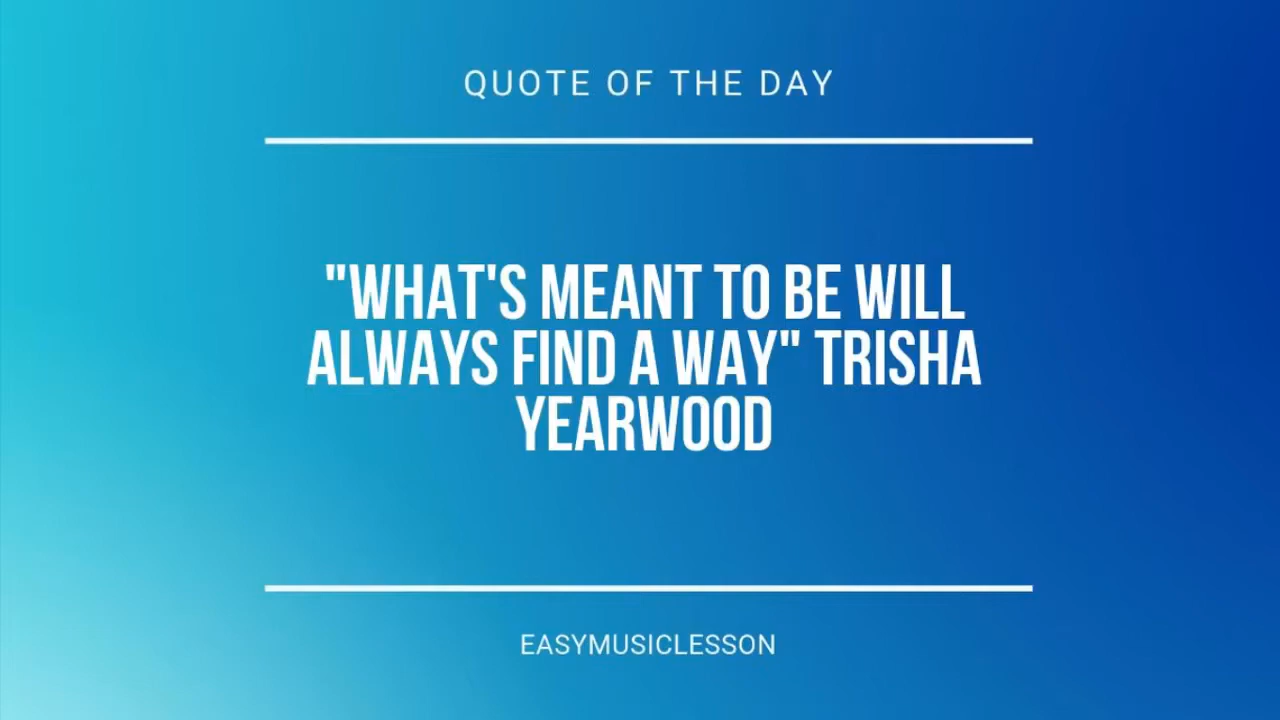 QUOTE OF THE DAY
"WHAT'S MEANT TO BE WILL
ALWAYS FIND A WAY" TRISHA
YEARWOOD
EASYMUSICLESSON